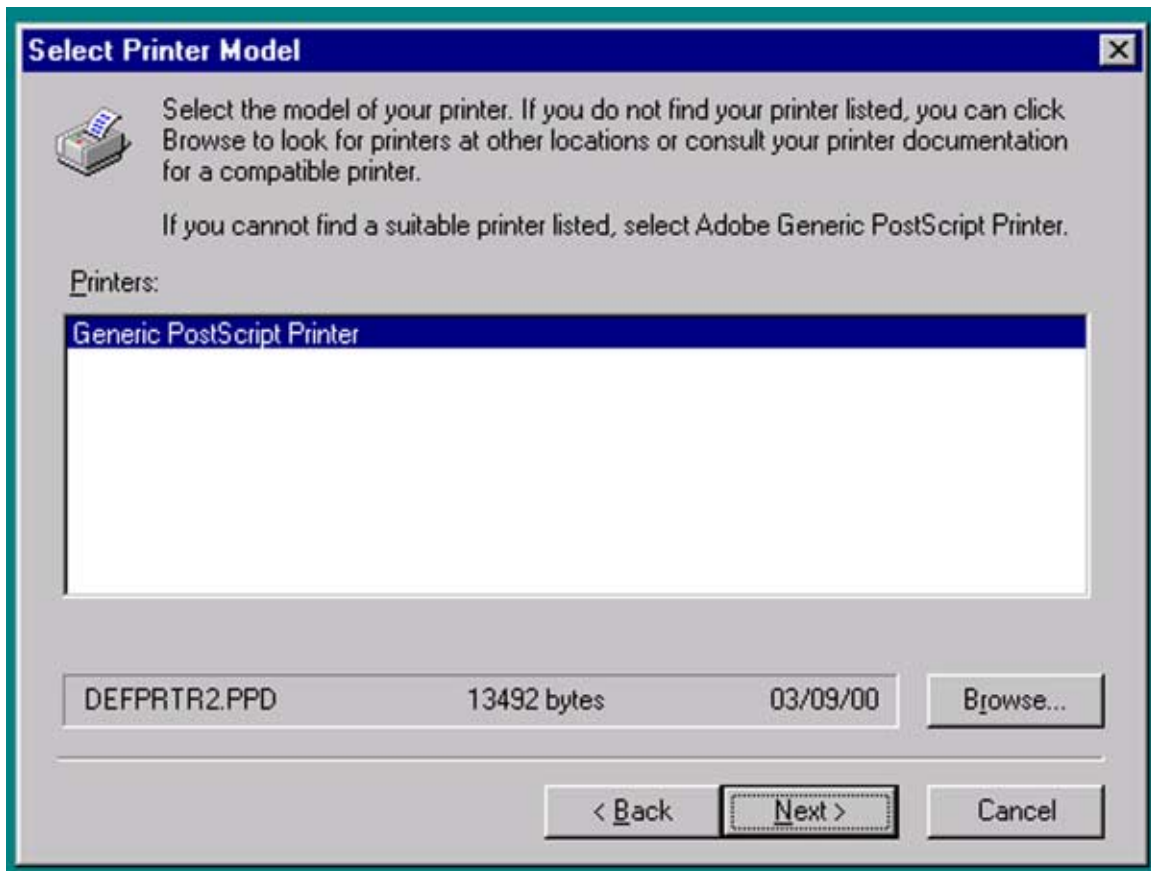 Select Printer Model
Select the model of your printer. If you do not find your printer listed, you can click
Browse to look for printers at other locations or consult your printer documentation
for a compatible printer.
If you cannot find a suitable printer listed, select Adobe Generic PostScript Printer.
Printers:
Generic PostScript Printer
DEFPRTR2.PPD 13492 bytes 03/09/00 Browse...
< Back Next > Cancel